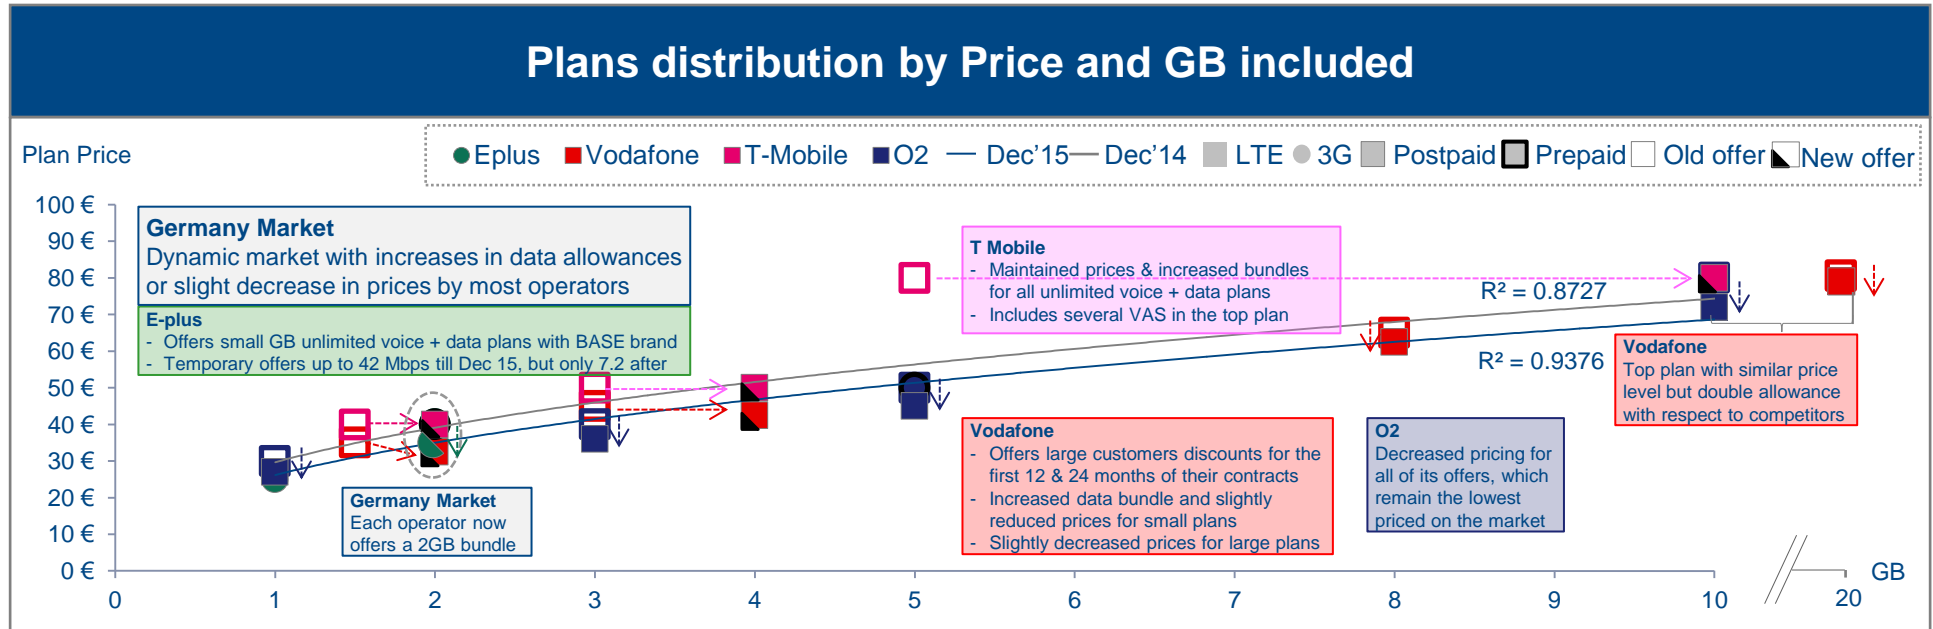 Plans distribution by Price and GB included
Plan Price
Eplus Vodafone T-Mobile O2 Dec’15 Dec’14 LTE 3G Postpaid Prepaid Old offer New offer
100 €
90 €
80 €
70 €
60 €
50 €
40 €
30 €
20 €
10 €
0 €
Germany Market
Dynamic market with increases in data allowances
or slight decrease in prices by most operators
E-plus
- Offers small GB unlimited voice + data plans with BASE brand
- Temporary offers up to 42 Mbps till Dec 15, but only 7.2 after
T Mobile
- Maintained prices & increased bundles
for all unlimited voice + data plans
- Includes several VAS in the top plan
R² = 0.8727
R² = 0.9376
Vodafone
Top plan with similar price
level but double allowance
with respect to competitors
Germany Market
Each operator now
offers a 2GB bundle
Vodafone
- Offers large customers discounts for the
first 12 & 24 months of their contracts
- Increased data bundle and slightly
reduced prices for small plans
- Slightly decreased prices for large plans
O2
Decreased pricing for
all of its offers, which
remain the lowest
priced on the market
0 1 2 3 4 5 6 7 8 9 10 20
GB